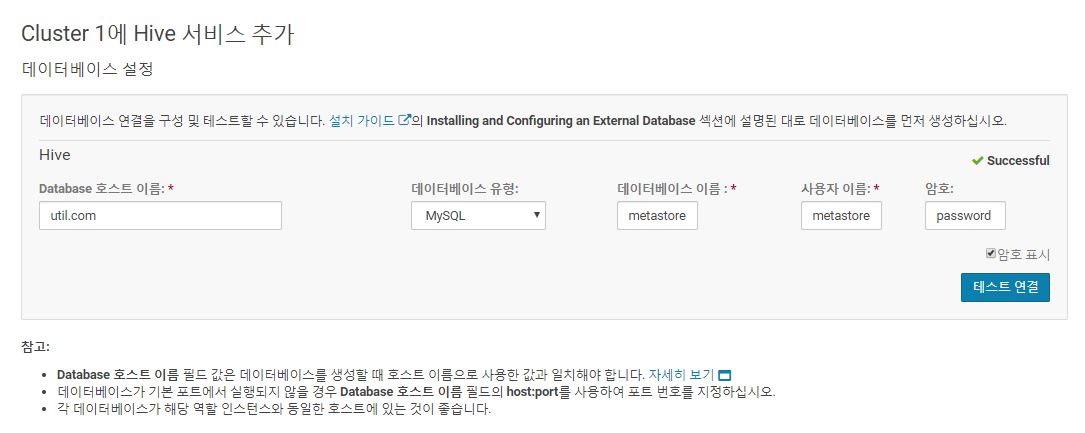 Cluster 1에 Hive 서비스 추가
데이터베이스 설정
데이터베이스 연결을 구성 및 테스트할 수 있습니다. 설치 가이드의 Installing and Configuring an External Database 섹션에 설명된 대로 데이터베이스를 먼저 생성하십시오.
Hive
Successful
Database 호스트 이름: * 데이터베이스 유형: 데이터베이스 이름 : * 사용자 이름: * 암호:
util.com MySQL metastore metastore password
암호 표시
테스트 연결
참고:
• Database 호스트 이름 필드 값은 데이터베이스를 생성할 때 호스트 이름으로 사용한 값과 일치해야 합니다. 자세히 보기
• 데이터베이스가 기본 포트에서 실행되지 않을 경우 Database 호스트 이름 필드의 host:port를 사용하여 포트 번호를 지정하십시오.
• 각 데이터베이스가 해당 역할 인스턴스와 동일한 호스트에 있는 것이 좋습니다.